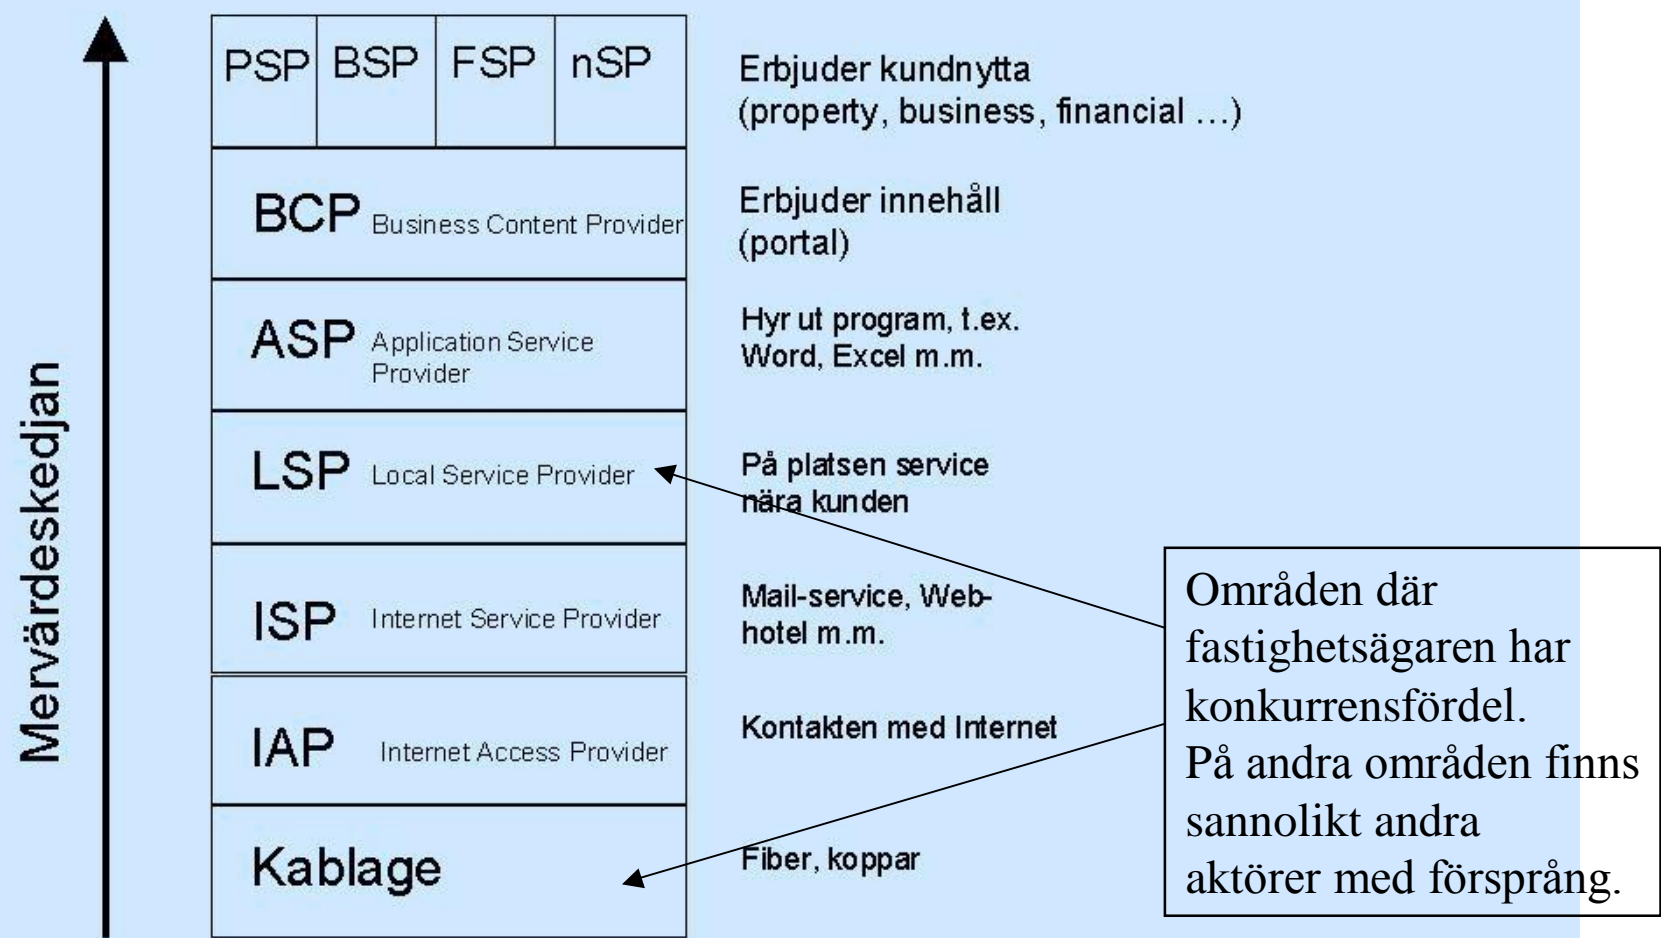 Mervärdeskedjan
PSP BSP FSP nSP
Erbjuder kundnytta
(property, business, financial ...)
BCP Business Content Provider
Erbjuder innehåll
(portal)
ASP Application Service
Provider
Hyr ut program, t.ex.
Word, Excel m.m.
LSP Local Service Provider
På platsen service
nära kunden
ISP Internet Service Provider
Mail-service, Web-
hotel m.m.
IAP Internet Access Provider
Kontakten med Internet
Kablage
Fiber, koppar
Områden där
fastighetsägaren har
konkurrensfördel.
På andra områden finns
sannolikt andra
aktörer med försprång.